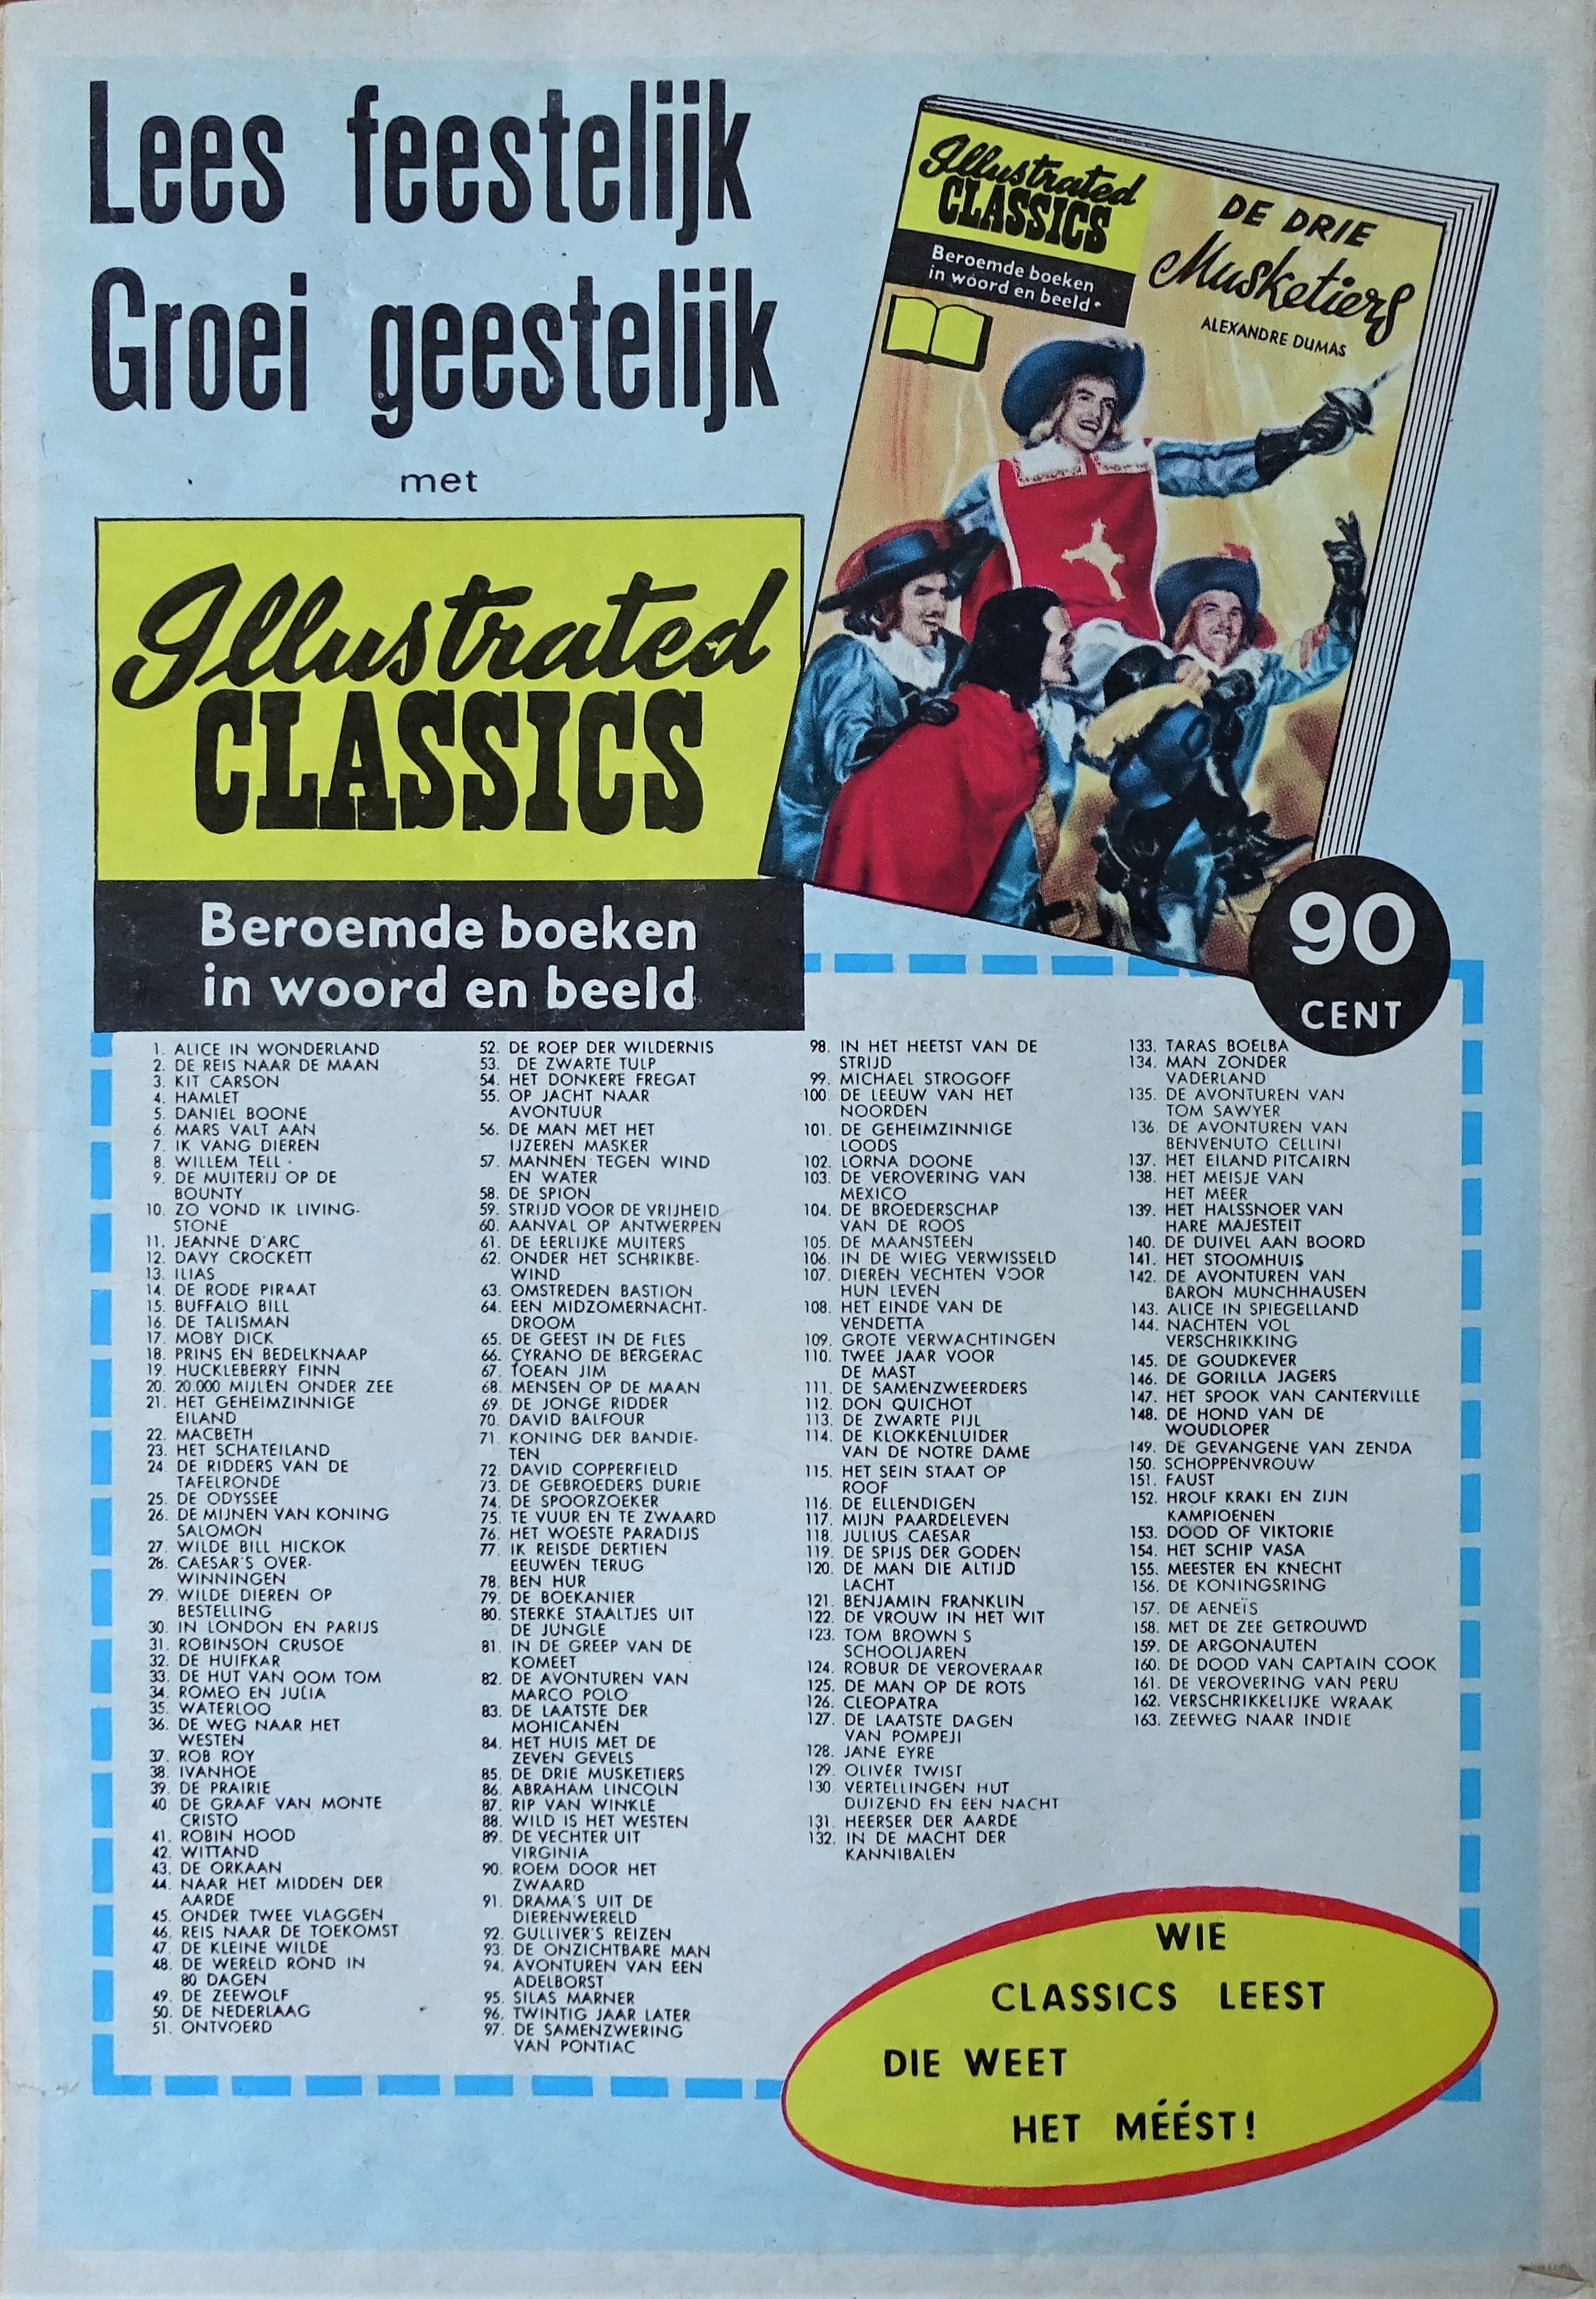 Lees feestelijk
Groei geestelijk
met
Illustrated
CLASSICS
Beroemde boeken
in woord en beeld
Illustrated
CLASSICS
Beroemde boeken
in woord en beeld
DE DRIE
Musketiers
ALEXANDRE DUMAS
90
CENT
1. ALICE IN WONDERLAND
2. DE REIS NAAR DE MAAN
3. KIT CARSON
4. HAMLET
5. DANIEL BOONE
6. MARS VALT AAN
7. IK VANG DIEREN
8. WILLEM TELL
9. DE MUITERIJ OP DE
BOUNTY
10. ZO VOND IK LIVING-
STONE
11. JEANNE D'ARC
12. DAVY CROCKETT
13. ILIAS
14. DE RODE PIRAAT
15. BUFFALO BILL
16. DE TALISMAN
17. MOBY DICK
18. PRINS EN BEDELKNAAP
19. HUCKLEBERRY FINN
20. 20.000 MIJLEN ONDER ZEE
21. HET GEHEIMZINNIGE
EILAND
22. MACBETH
23. HET SCHATEILAND
24. DE RIDDERS VAN DE
TAFELRONDE
25. DE ODYSSEE
26. DE MIJNEN VAN KONING
SALOMON
27. WILDE BILL HICKOK
28. CAESAR'S OVER-
WINNINGEN
29. WILDE DIEREN OP
BESTELLING
30. IN LONDON EN PARIJS
31. ROBINSON CRUSOE
32. DE HUIFKAR
33. DE HUT VAN OOM TOM
34. ROMEO EN JULIA
35. WATERLOO
36. DE WEG NAAR HET
WESTEN
37. ROB ROY
38. IVANHOE
39. DE PRAIRIE
40. DE GRAAF VAN MONTE
CRISTO
41. ROBIN HOOD
42. WITTAND
43. DE ORKAAN
44. NAAR HET MIDDEN DER
AARDE
45. ONDER TWEE VLAGGEN
46. REIS NAAR DE TOEKOMST
47. DE KLEINE WILDE
48. DE WERELD ROND IN
80 DAGEN
49. DE ZEEWOLF
50. DE NEDERLAAG
51. ONTVOERD
52. DE ROEP DER WILDERNIS
53. DE ZWARTE TULP
54. HET DONKERE FREGAT
55. OP JACHT NAAR
AVONTUUR
56. DE MAN MET HET
IJZEREN MASKER
57. MANNEN TEGEN WIND
EN WATER
58. DE SPION
59. STRIJD VOOR DE VRIJHEID
60. AANVAL OP ANTWERPEN
61. DE EERLIJKE MUITERS
62. ONDER HET SCHRIKBE-
WIND
63. OMSTREDEN BASTION
64. EEN MIDZOMERNACHT-
DROOM
65. DE GEEST IN DE FLES
66. CYRANO DE BERGERAC
67. TOEAN JIM
68. MENSEN OP DE MAAN
69. DE JONGE RIDDER
70. DAVID BALFOUR
71. KONING DER BANDIE-
TEN
72. DAVID COPPERFIELD
73. DE GEBROEDERS DURIE
74. DE SPOORZOEKER
75. TE VUUR EN TE ZWAARD
76. HET WOESTE PARADIJS
77. IK REISDE DERTIEN
EEUWEN TERUG
78. BEN HUR
79. DE BOEKANIER
80. STERKE STAALTJES UIT
DE JUNGLE
81. IN DE GREEP VAN DE
KOMEET
82. DE AVONTUREN VAN
MARCO POLO
83. DE LAATSTE DER
MOHICANEN
84. HET HUIS MET DE
ZEVEN GEVELS
85. DE DRIE MUSKETIERS
86. ABRAHAM LINCOLN
87. RIP VAN WINKLE
88. WILD IS HET WESTEN
89. DE VECHTER UIT
VIRGINIA
90. ROEM DOOR HET
ZWAARD
91. DRAMA'S UIT DE
DIERENWERELD
92. GULLIVER'S REIZEN
93. DE ONZICHTBARE MAN
94. AVONTUREN VAN EEN
ADELBORST
95. SILAS MARNER
96. TWINTIG JAAR LATER
97. DE SAMENZWERING
VAN PONTIAC
98. IN HET HEETST VAN DE
STRIJD
99. MICHAEL STROGOFF
100. DE LEEUW VAN HET
NOORDEN
101. DE GEHEIMZINNIGE
LOODS
102. LORNA DOONE
103. DE VEROVERING VAN
MEXICO
104. DE BROEDERSCHAP
VAN DE ROOS
105. DE MAANSTEEN
106. IN DE WIEG VERWISSELD
107. DIEREN VECHTEN VOOR
HUN LEVEN
108. HET EINDE VAN DE
VENDETTA
109. GROTE VERWACHTINGEN
110. TWEE JAAR VOOR
DE MAST
111. DE SAMENZWEERDERS
112. DON QUICHOT
113. DE ZWARTE PIJL
114. DE KLOKKENLUIDER
VAN DE NOTRE DAME
115. HET SEIN STAAT OP
ROOF
116. DE ELLENDIGEN
117. MIJN PAARDELEVEN
118. JULIUS CAESAR
119. DE SPIJS DER GODEN
120. DE MAN DIE ALTIJD
LACHT
121. BENJAMIN FRANKLIN
122. DE VROUW IN HET WIT
123. TOM BROWN S
SCHOOLJAREN
124. ROBUR DE VEROVERAAR
125. DE MAN OP DE ROTS
126. CLEOPATRA
127. DE LAATSTE DAGEN
VAN POMPEJI
128. JANE EYRE
129. OLIVER TWIST
130. VERTELLINGEN HUT
DUIZEND EN EEN NACHT
131. HEERSER DER AARDE
132. IN DE MACHT DER
KANNIBALEN
133. TARAS BOELBA
134. MAN ZONDER
VADERLAND
135. DE AVONTUREN VAN
TOM SAWYER
136. DE AVONTUREN VAN
BENVENUTO CELLINI
137. HET EILAND PITCAIRN
138. HET MEISJE VAN
HET MEER
139. HET HALSSNOER VAN
HARE MAJESTEIT
140. DE DUIVEL AAN BOORD
141. HET STOOMHUIS
142. DE AVONTUREN VAN
BARON MUNCHHAUSEN
143. ALICE IN SPIEGELLAND
144. NACHTEN VOL
VERSCHRIKKING
145. DE GOUDKEVER
146. DE GORILLA JAGERS
147. HET SPOOK VAN CANTERVILLE
148. DE HOND VAN DE
WOUDLOPER
149. DE GEVANGENE VAN ZENDA
150. SCHOPPENVROUW
151. FAUST
152. HROLF KRAKI EN ZIJN
KAMPIOENEN
153. DOOD OF VIKTORIE
154. HET SCHIP VASA
155. MEESTER EN KNECHT
156. DE KONINGSRING
157. DE AENEÏS
158. MET DE ZEE GETROUWD
159. DE ARGONAUTEN
160. DE DOOD VAN CAPTAIN COOK
161. DE VEROVERING VAN PERU
162. VERSCHRIKKELIJKE WRAAK
163. ZEEWEG NAAR INDIE
WIE
CLASSICS LEEST
DIE WEET
HET MÉÉST!